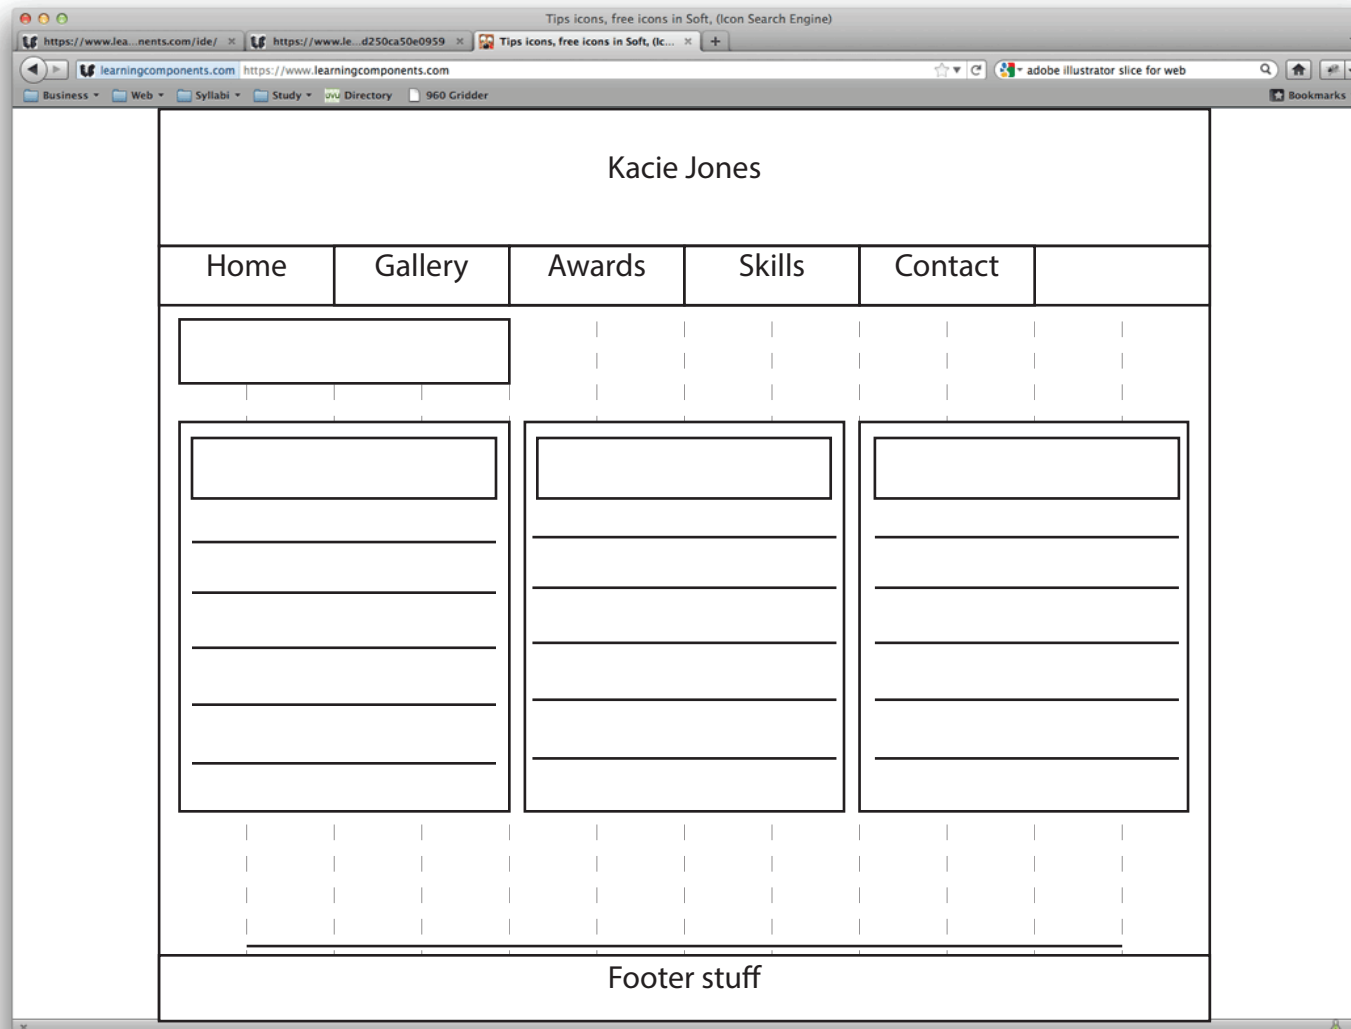 Tips icons, free icons in Soft, (Icon Search Engine)
https://www.lea...nents.com/ide/ × https://www.le...d250ca50e0959 × Tips icons, free icons in Soft, (Ic... × +
learningcomponents.com https://www.learningcomponents.com adobe illustrator slice for web
Business Web Syllabi Study UVU Directory 960 Gridder Bookmarks
Kacie Jones
Home Gallery Awards Skills Contact
Footer stuff
×